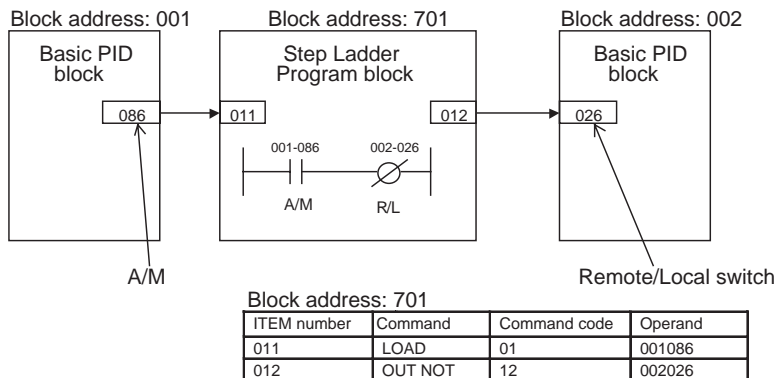 Block address: 001
Block address: 701
Block address: 002
Basic PID
block
Step Ladder
Program block
Basic PID
block
086
011
012
026
001-086
002-026
A/M
R/L
A/M
Remote/Local switch
Block address: 701
ITEM number Command Command code Operand
011 LOAD 01 001086
012 OUT NOT 12 002026